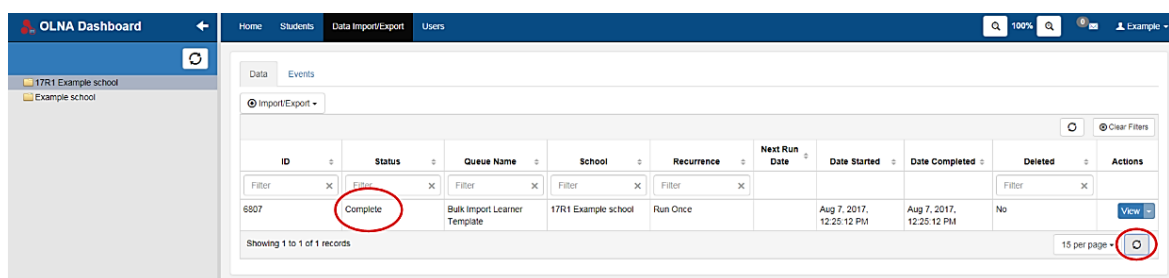 OLNA Dashboard
Home Students Data Import/Export Users 100% 0 Example
17R1 Example school
Example school
Data Events
Import/Export
Clear Filters
ID Status Queue Name School Recurrence Next Run Date Date Started Date Completed Deleted Actions
Filter Filter Filter Filter Filter Filter
6807 Complete Bulk Import Learner Template 17R1 Example school Run Once Aug 7, 2017, 12:25:12 PM Aug 7, 2017, 12:25:12 PM No View
Showing 1 to 1 of 1 records 15 per page